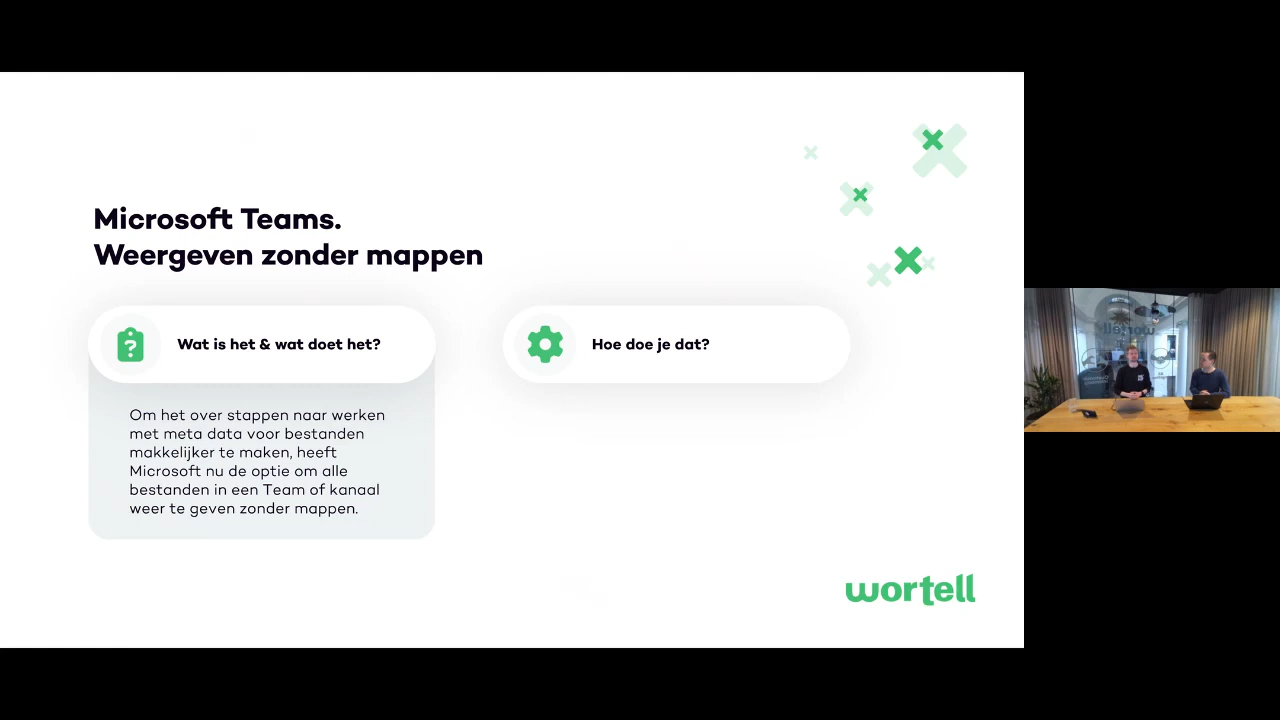 Microsoft Teams.
Weergeven zonder mappen
Wat is het & wat doet het?
Om het over stappen naar werken
met meta data voor bestanden
makkelijker te maken, heeft
Microsoft nu de optie om alle
bestanden in een Team of kanaal
weer te geven zonder mappen.
Hoe doe je dat?
wortell
wortell